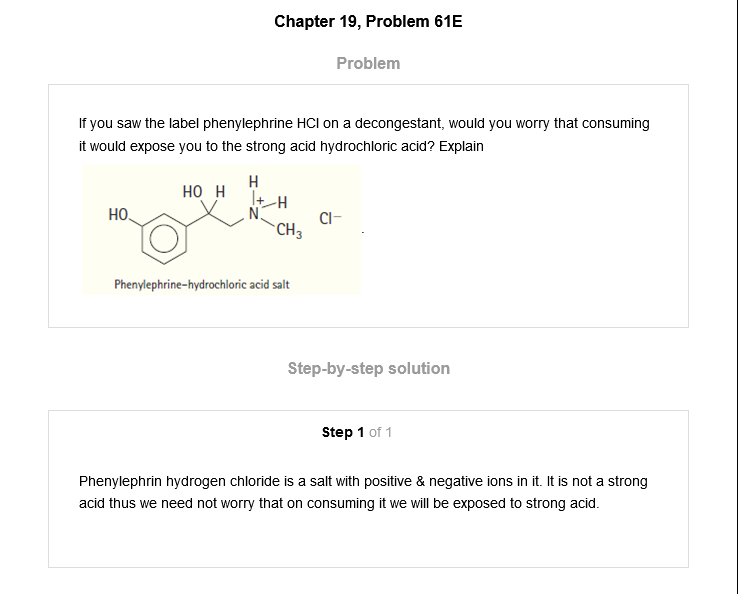 Chapter 19, Problem 61E
Problem
If you saw the label phenylephrine HCl on a decongestant, would you worry that consuming
it would expose you to the strong acid hydrochloric acid? Explain
H
HO H
+ H
HO
N
Cl−
CH3
.
Phenylephrine–hydrochloric acid salt
Step-by-step solution
Step 1 of 1
Phenylephrin hydrogen chloride is a salt with positive & negative ions in it. It is not a strong
acid thus we need not worry that on consuming it we will be exposed to strong acid.